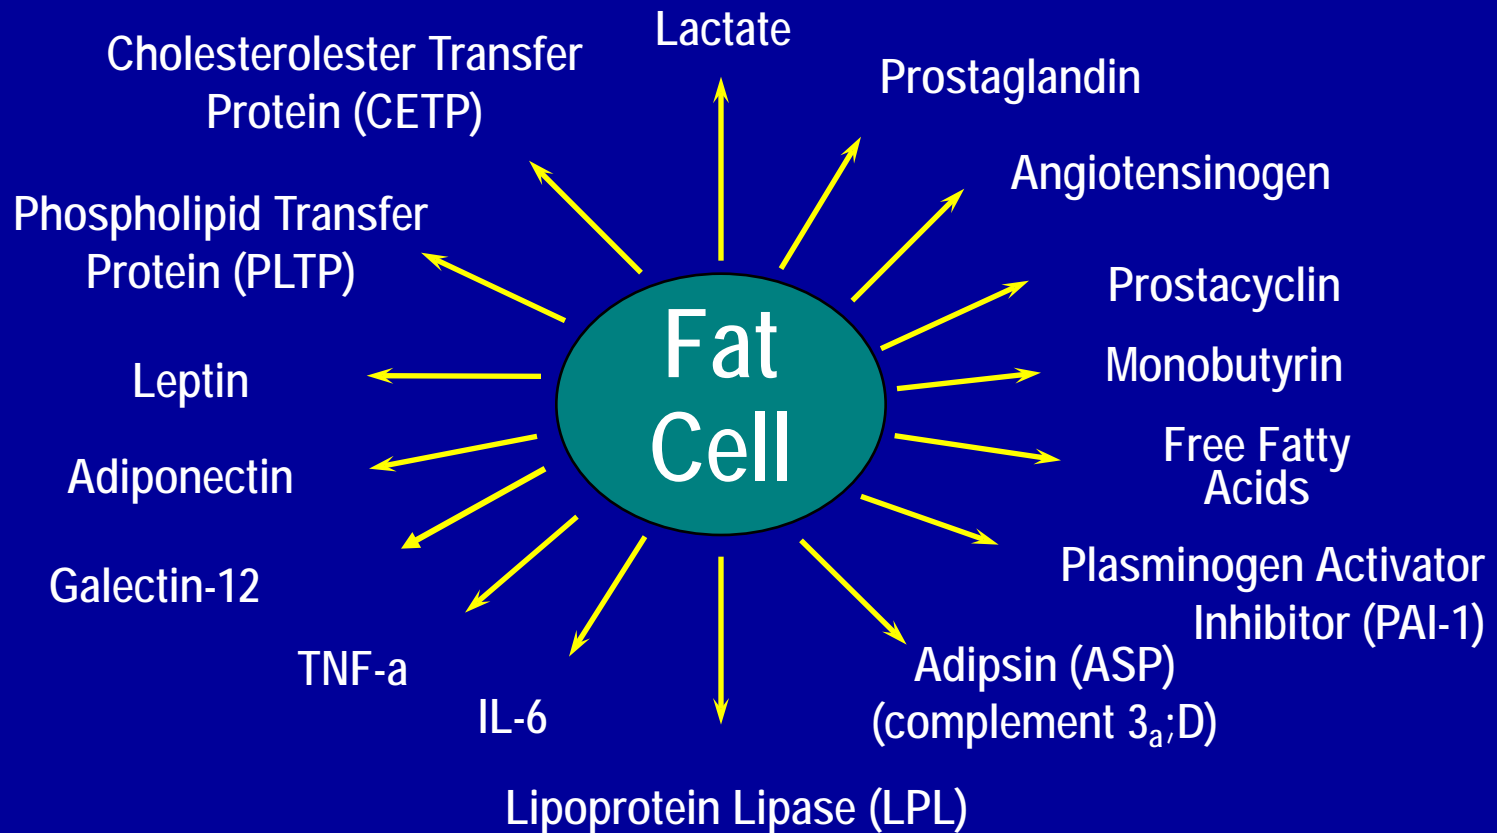 Lactate
Cholesterolester Transfer
Protein (CETP)
Prostaglandin
Angiotensinogen
Phospholipid Transfer
Protein (PLTP)
Prostacyclin
Fat
Cell
Monobutyrin
Leptin
Free Fatty
Acids
Adiponectin
Plasminogen Activator
Inhibitor (PAI-1)
Galectin-12
TNF-a
Adipsin (ASP)
(complement 3ₐ;D)
IL-6
Lipoprotein Lipase (LPL)